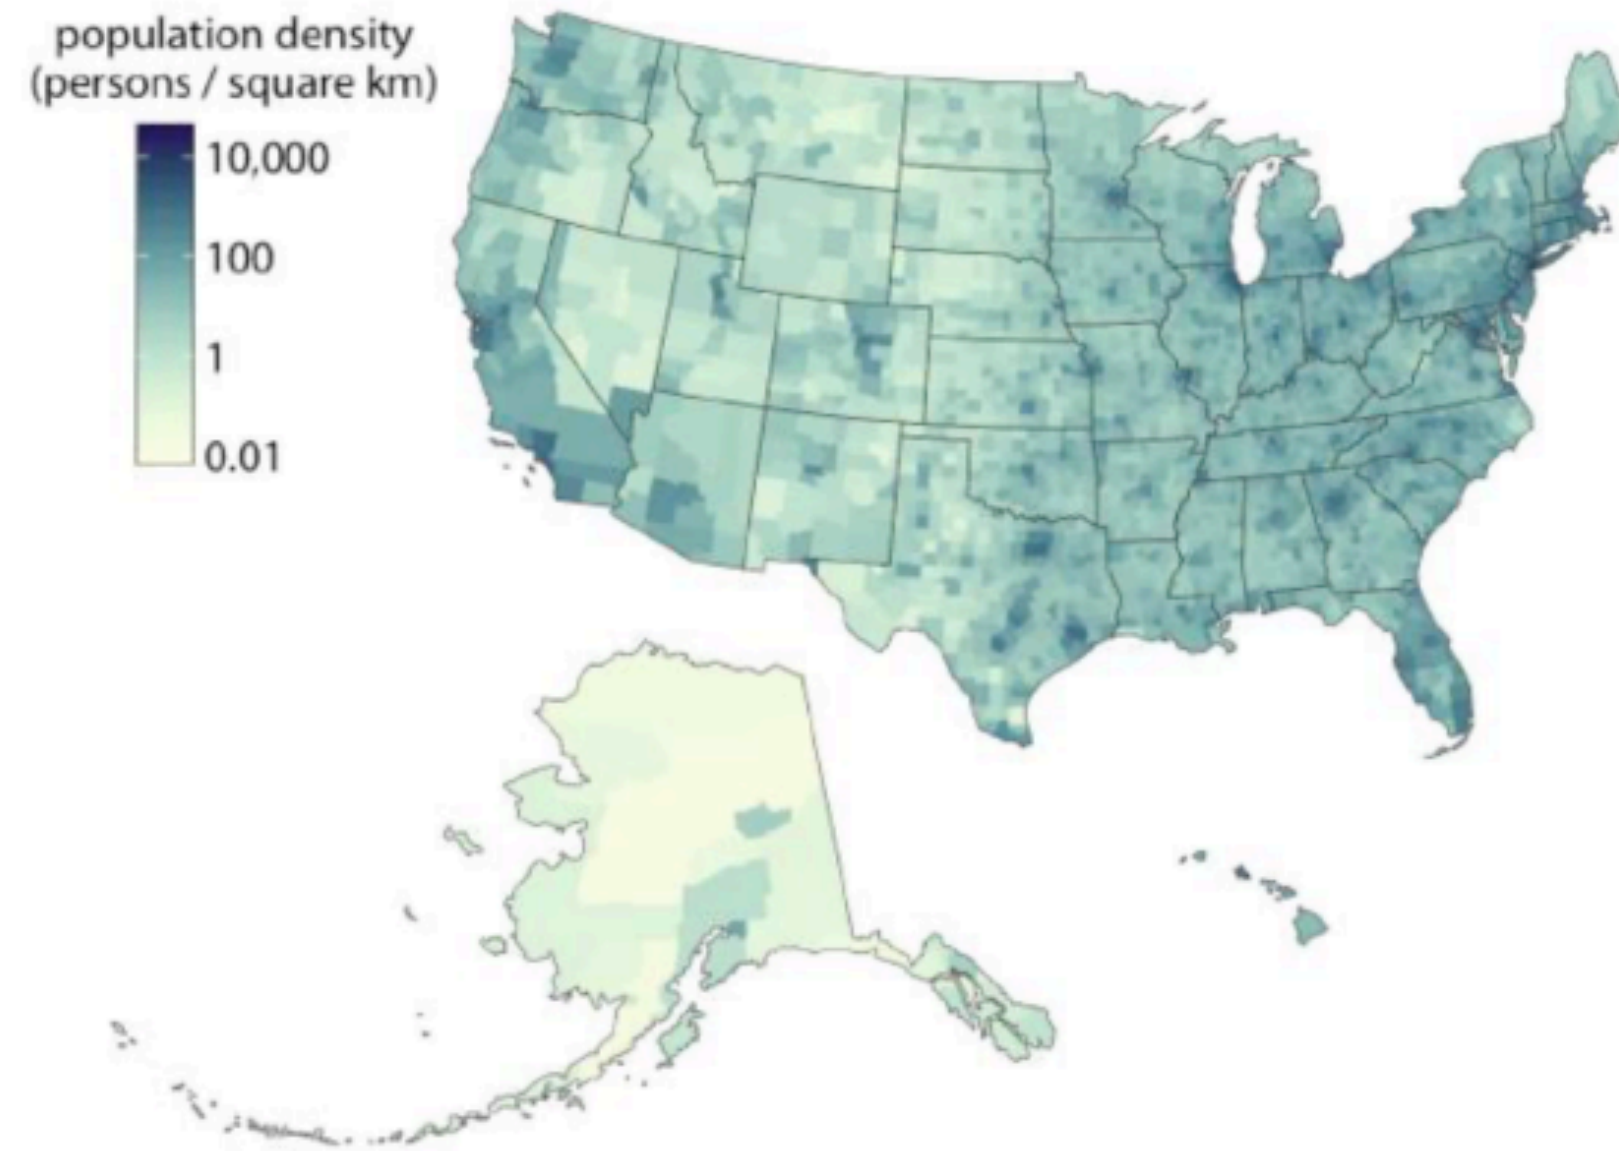 population density
(persons / square km)
10,000
100
1
0.01